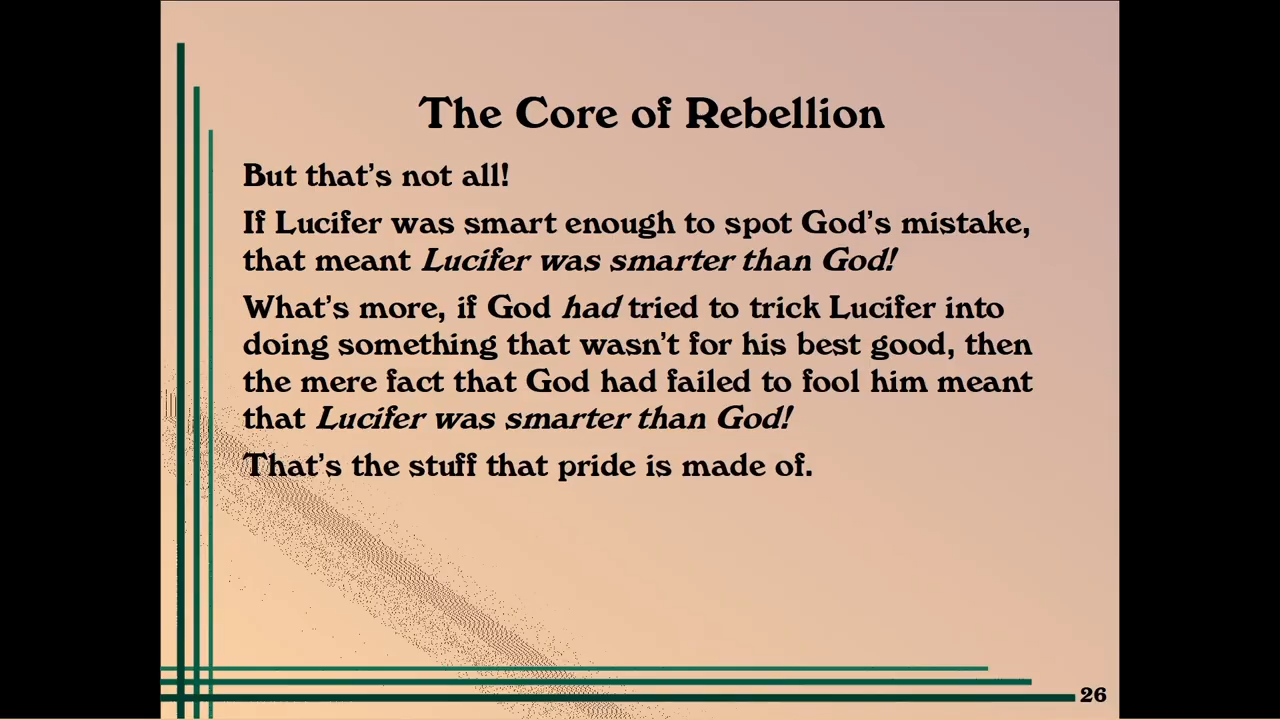 The Core of Rebellion
But that's not all!
If Lucifer was smart enough to spot God's mistake,
that meant Lucifer was smarter than God!
What's more, if God had tried to trick Lucifer into
doing something that wasn't for his best good, then
the mere fact that God had failed to fool him meant
that Lucifer was smarter than God!
That's the stuff that pride is made of.
26